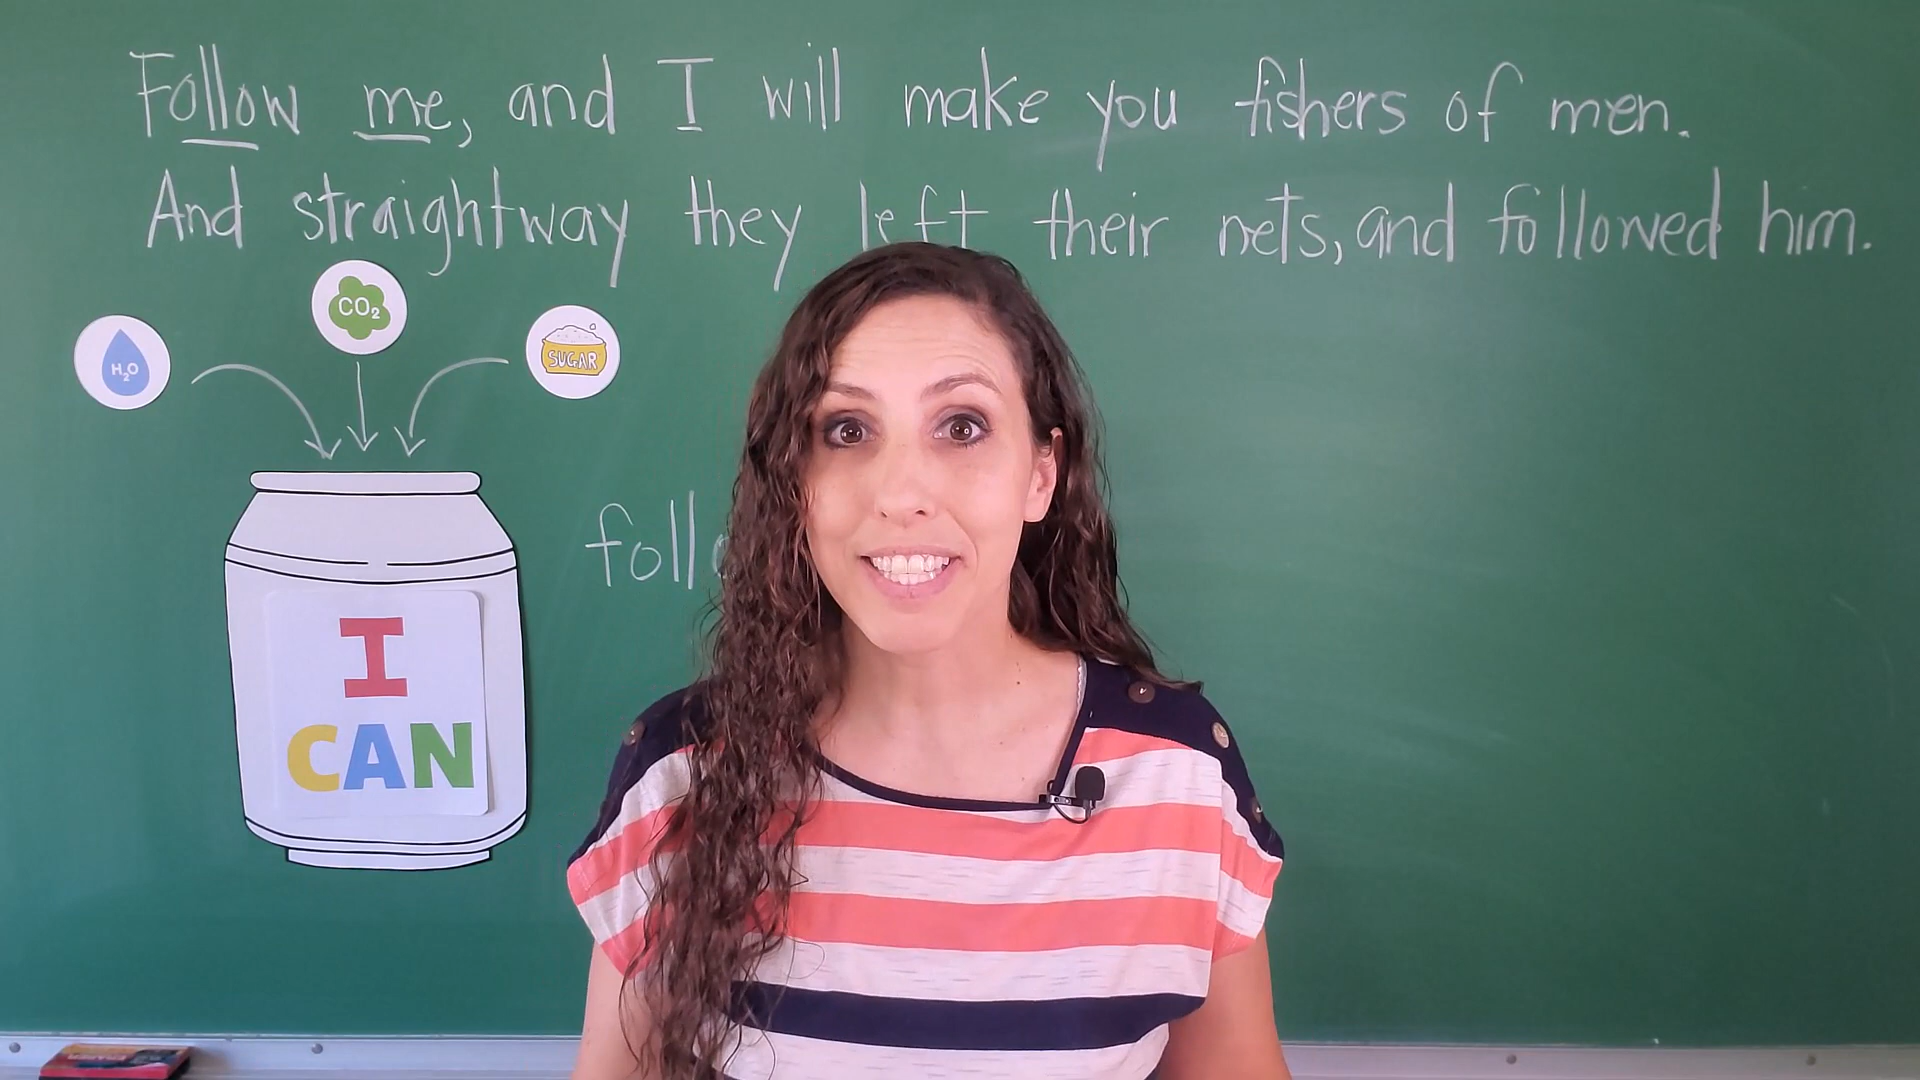 Follow me, and I will make you fishers of men.
And straightway they left their nets, and followed him.
CO₂
H₂O
SUGAR
foll
I
CAN